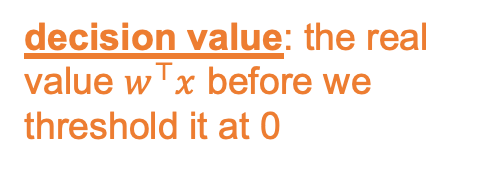 decision value: the real
value w⊤x before we
threshold it at 0